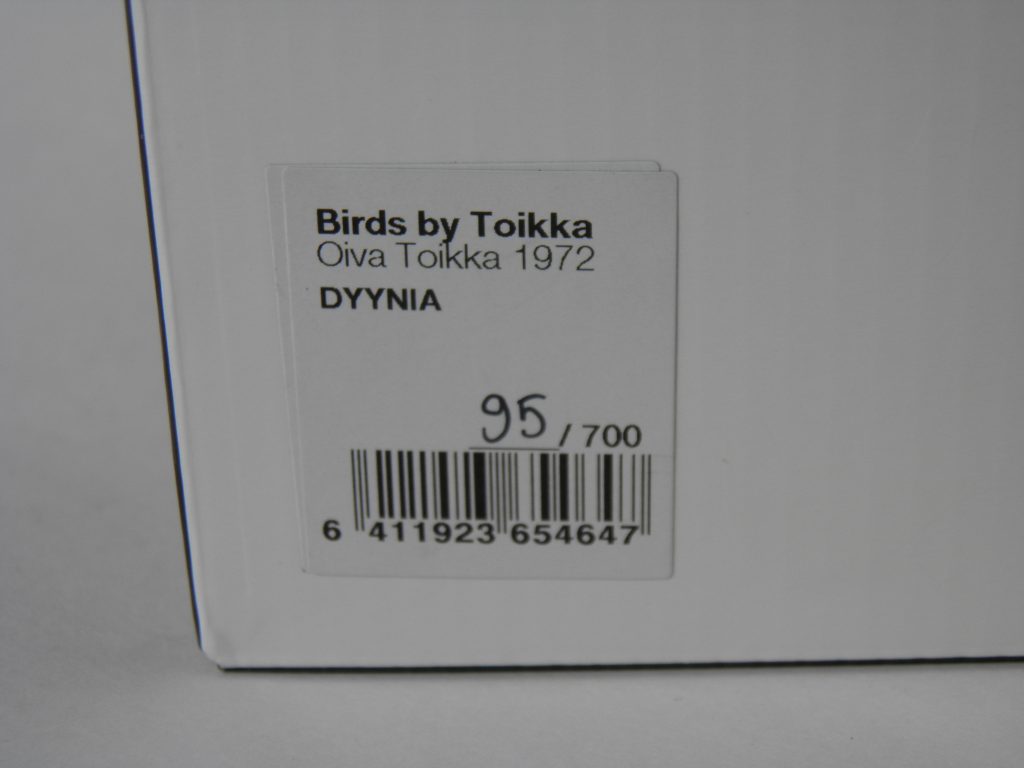 Birds by Toikka
Oiva Toikka 1972
DYYNIA
95 / 700
6 411923 654647